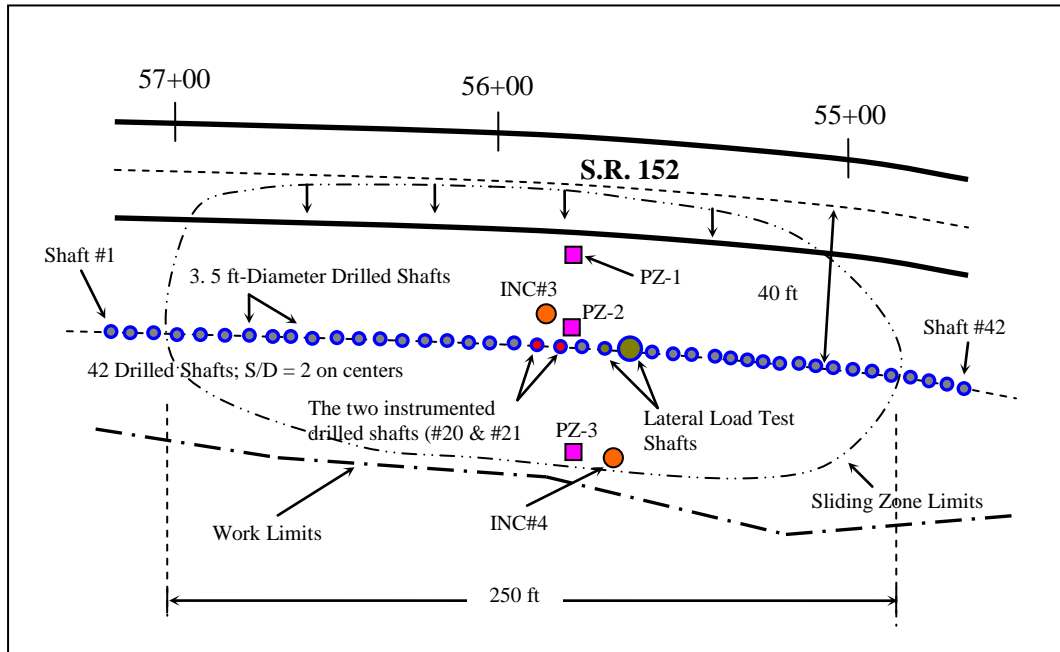 57+00
56+00
55+00
S.R. 152
Shaft #1
3. 5 ft-Diameter Drilled Shafts
PZ-1
INC#3
40 ft
PZ-2
Shaft #42
42 Drilled Shafts; S/D = 2 on centers
The two instrumented
drilled shafts (#20 & #21
Lateral Load Test
Shafts
PZ-3
Sliding Zone Limits
INC#4
Work Limits
250 ft